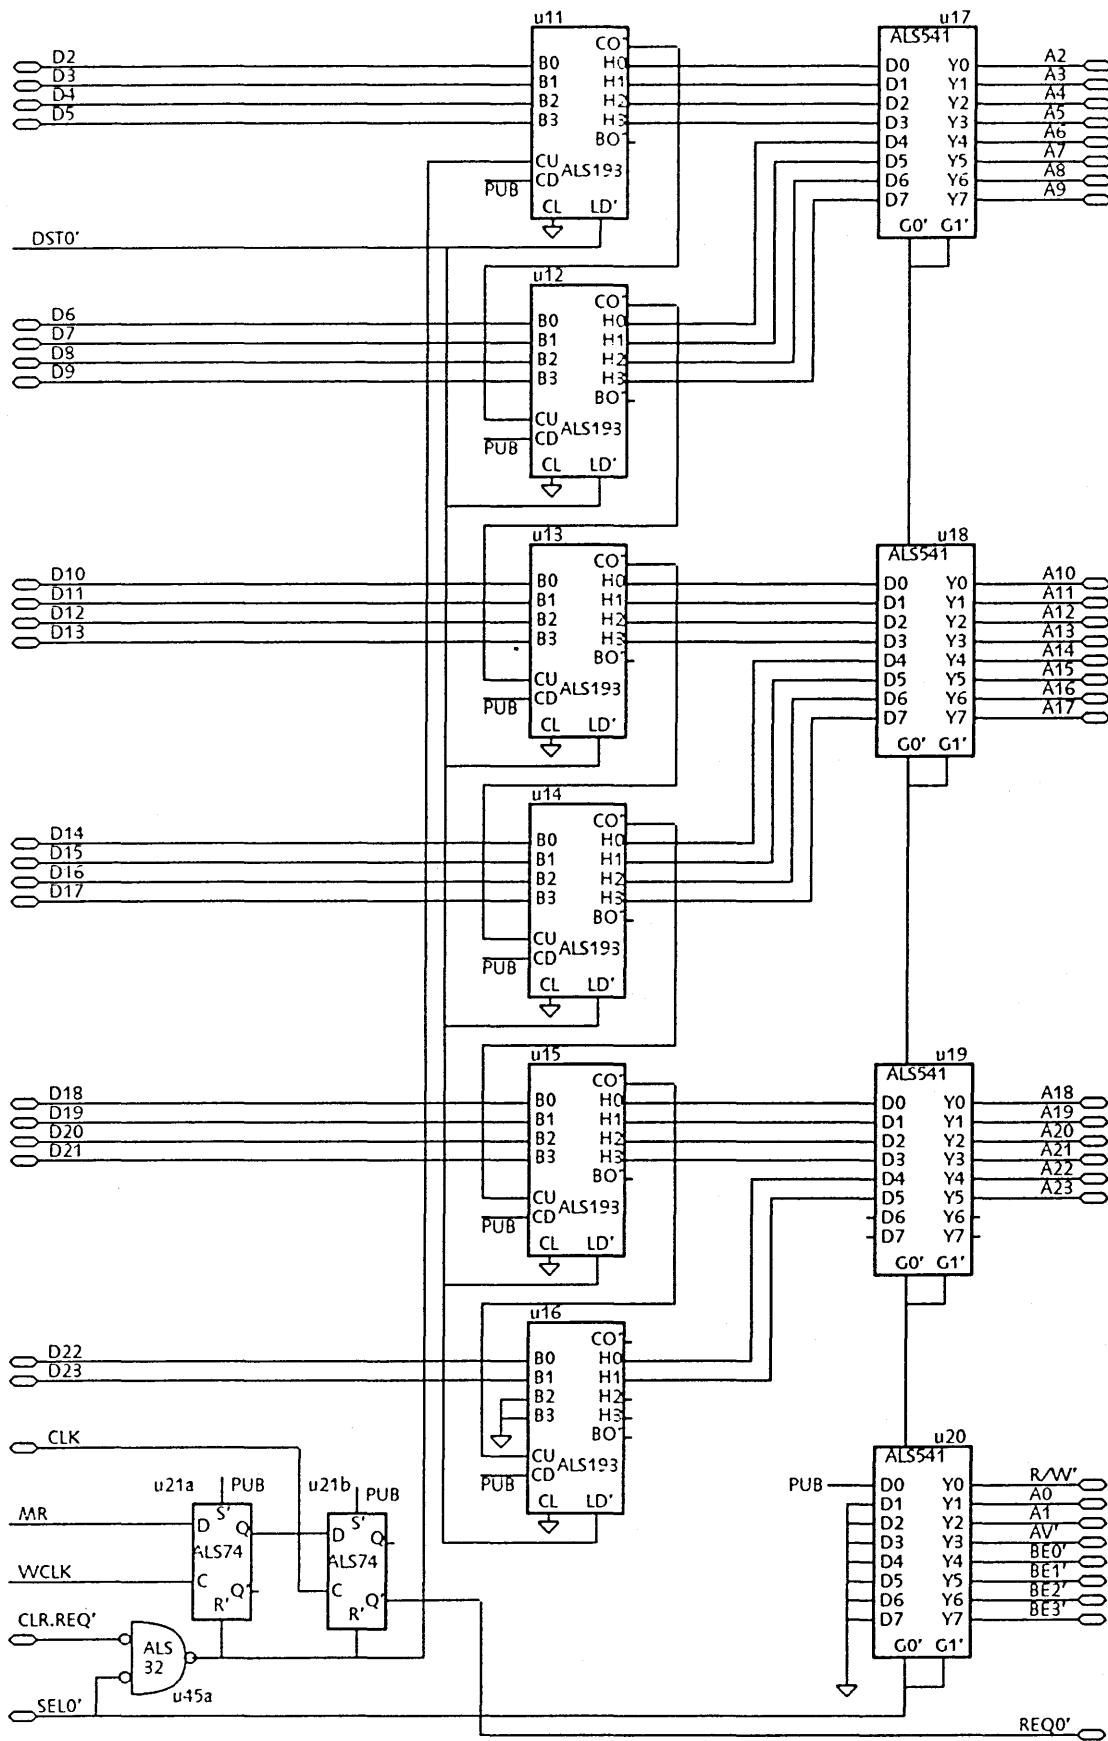 u11
CO'
D2 B0 H0
D3 B1 H1
D4 B2 H2
D5 B3 H3
BO'
CU
PUB CD ALS193
CL LD'
DST0'
u17
ALS541
D0 Y0 A2
D1 Y1 A3
D2 Y2 A4
D3 Y3 A5
D4 Y4 A6
D5 Y5 A7
D6 Y6 A8
D7 Y7 A9
G0' G1'
u12
CO'
D6 B0 H0
D7 B1 H1
D8 B2 H2
D9 B3 H3
BO'
CU
PUB CD ALS193
CL LD'
u13
CO'
D10 B0 H0
D11 B1 H1
D12 B2 H2
D13 B3 H3
BO'
CU
PUB CD ALS193
CL LD'
u18
ALS541
D0 Y0 A10
D1 Y1 A11
D2 Y2 A12
D3 Y3 A13
D4 Y4 A14
D5 Y5 A15
D6 Y6 A16
D7 Y7 A17
G0' G1'
u14
CO'
D14 B0 H0
D15 B1 H1
D16 B2 H2
D17 B3 H3
BO'
CU
PUB CD ALS193
CL LD'
u15
CO'
D18 B0 H0
D19 B1 H1
D20 B2 H2
D21 B3 H3
BO'
CU
PUB CD ALS193
CL LD'
u19
ALS541
D0 Y0 A18
D1 Y1 A19
D2 Y2 A20
D3 Y3 A21
D4 Y4 A22
D5 Y5 A23
D6 Y6
D7 Y7
G0' G1'
u16
CO'
D22 B0 H0
D23 B1 H1
B2 H2
B3 H3
BO'
CU
PUB CD ALS193
CL LD'
CLK
u21a PUB
S'
MR D Q
ALS74
WCLK C Q'
R'
u21b PUB
S'
D Q
ALS74
C Q'
R'
CLR.REQ'
ALS
32
u45a
SEL0'
u20
ALS541
PUB D0 Y0 R/W'
D1 Y1 A0
D2 Y2 A1
D3 Y3 AV'
D4 Y4 BE0'
D5 Y5 BE1'
D6 Y6 BE2'
D7 Y7 BE3'
G0' G1'
REQ0'